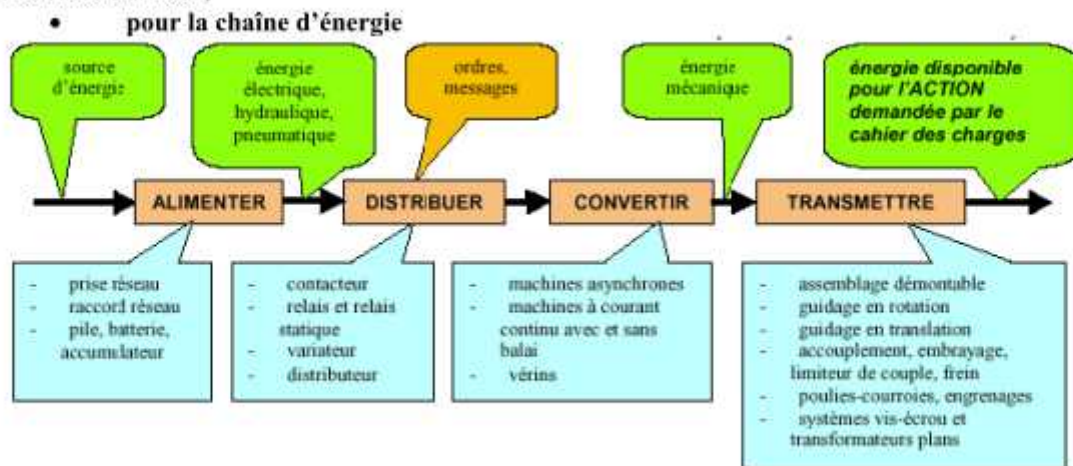 • pour la chaîne d'énergie
source
d'énergie
énergie
électrique,
hydraulique,
pneumatique
ordres,
messages
énergie
mécanique
énergie disponible
pour l'ACTION
demandée par le
cahier des charges
ALIMENTER
DISTRIBUER
CONVERTIR
TRANSMETTRE
- prise réseau
- raccord réseau
- pile, batterie,
accumulateur
- contacteur
- relais et relais
statique
- variateur
- distributeur
- machines asynchrones
- machines à courant
continu avec et sans
balai
- vérins
- assemblage démontable
- guidage en rotation
- guidage en translation
- accouplement, embrayage,
limiteur de couple, frein
- poulies-courroies, engrenages
- systèmes vis-écrou et
transformateurs plans